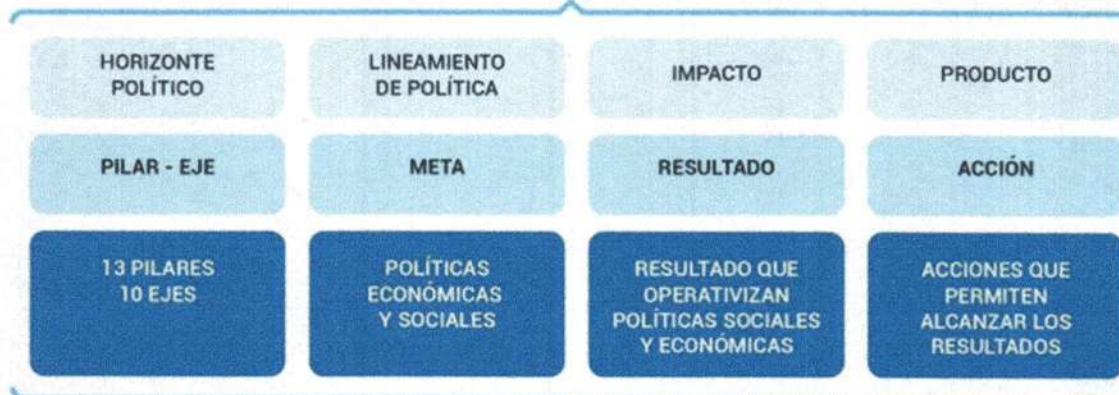 HORIZONTE
POLÍTICO
LINEAMIENTO
DE POLÍTICA
IMPACTO
PRODUCTO
PILAR - EJE
META
RESULTADO
ACCIÓN
13 PILARES
10 EJES
POLÍTICAS
ECONÓMICAS
Y SOCIALES
RESULTADO QUE
OPERATIVIZAN
POLÍTICAS SOCIALES
Y ECONÓMICAS
ACCIONES QUE
PERMITEN
ALCANZAR LOS
RESULTADOS